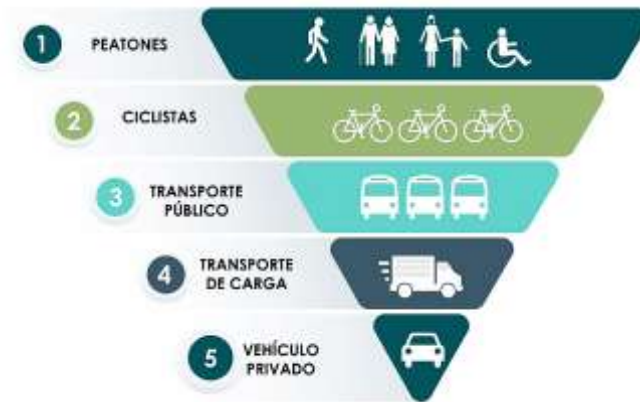 1 PEATONES
2 CICLISTAS
3 TRANSPORTE
PÚBLICO
4 TRANSPORTE
DE CARGA
5 VEHÍCULO
PRIVADO